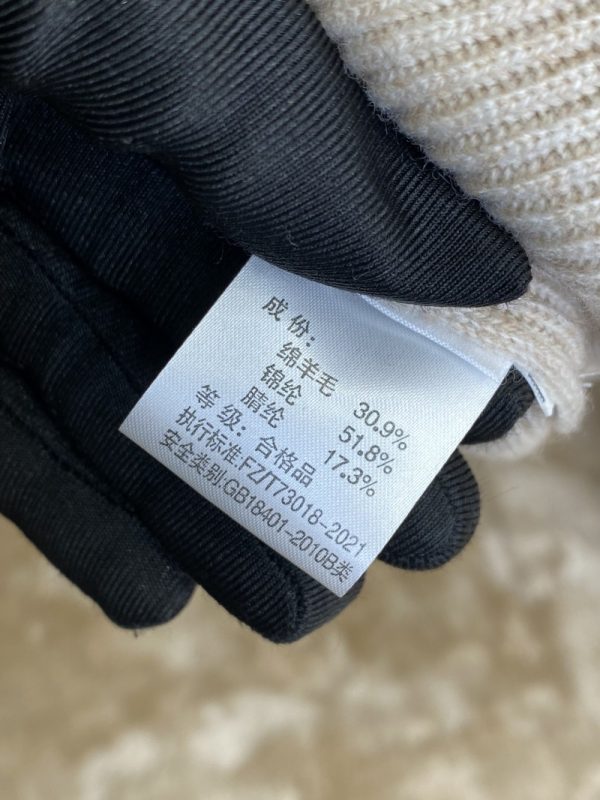 成 份:
绵羊毛 30.9%
锦纶 51.8%
腈纶 17.3%
等 级: 合格品
执行标准:FZ/T73018-2021
安全类别:GB18401-2010B类